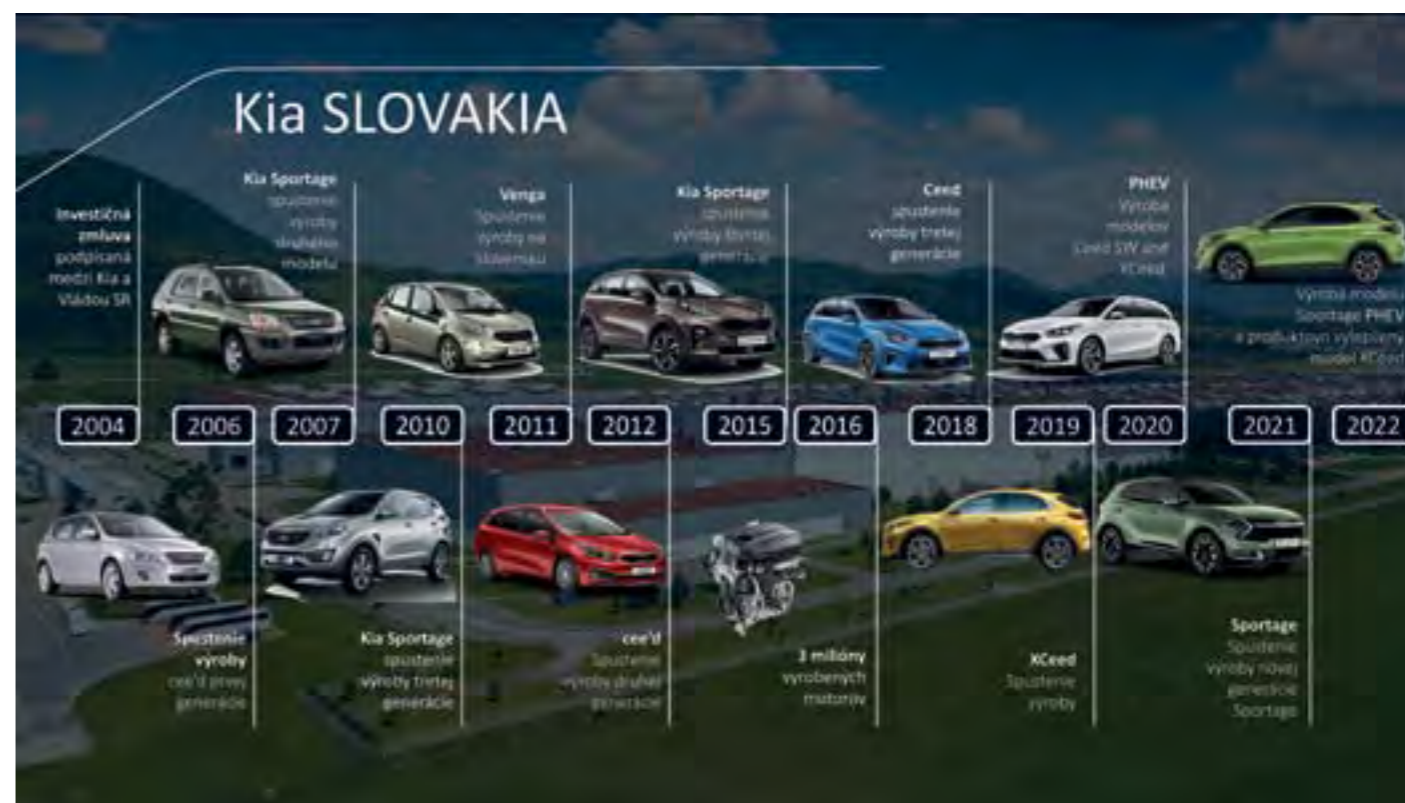 Kia SLOVAKIA
Investičná
zmluva
podpísaná
medzi Kia a
Vládou SR
Kia Sportage
spustenie
výroby
druhého
modelu
Venga
Spustenie
výroby na
Slovensku
Kia Sportage
spustenie
výroby štvrtej
generácie
Ceed
spustenie
výroby tretej
generácie
PHEV
Výroba
modelov
Ceed SW and
XCeed
Výroba modelu
Sportage PHEV
a produktovo vylepšený
model XCeed
2004
2006
2007
2010
2011
2012
2015
2016
2018
2019
2020
2021
2022
Spustenie
výroby
cee'd prvej
generácie
Kia Sportage
spustenie
výroby tretej
generácie
cee'd
Spustenie
výroby druhej
generácie
3 milióny
vyrobených
motorov
XCeed
Spustenie
výroby
Sportage
Spustenie
výroby novej
generácie
Sportage